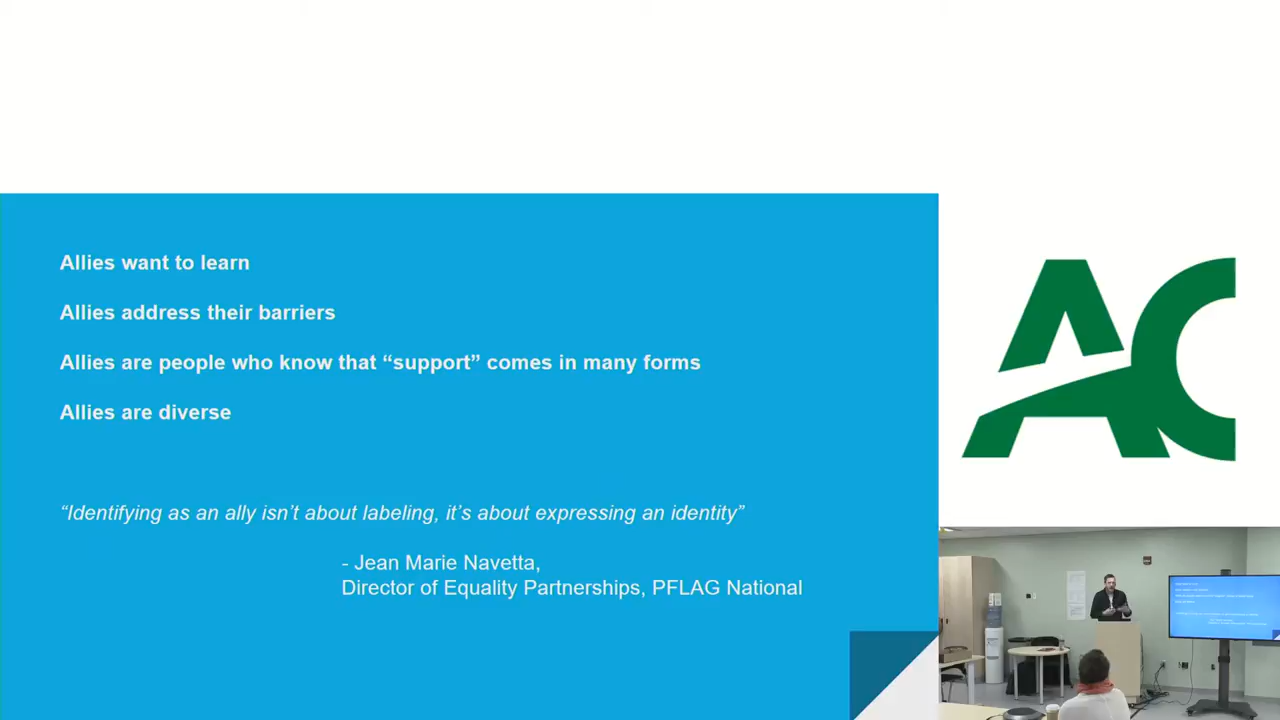 Allies want to learn
Allies address their barriers
Allies are people who know that “support” comes in many forms
Allies are diverse
“Identifying as an ally isn’t about labeling, it’s about expressing an identity”
- Jean Marie Navetta,
Director of Equality Partnerships, PFLAG National
AC